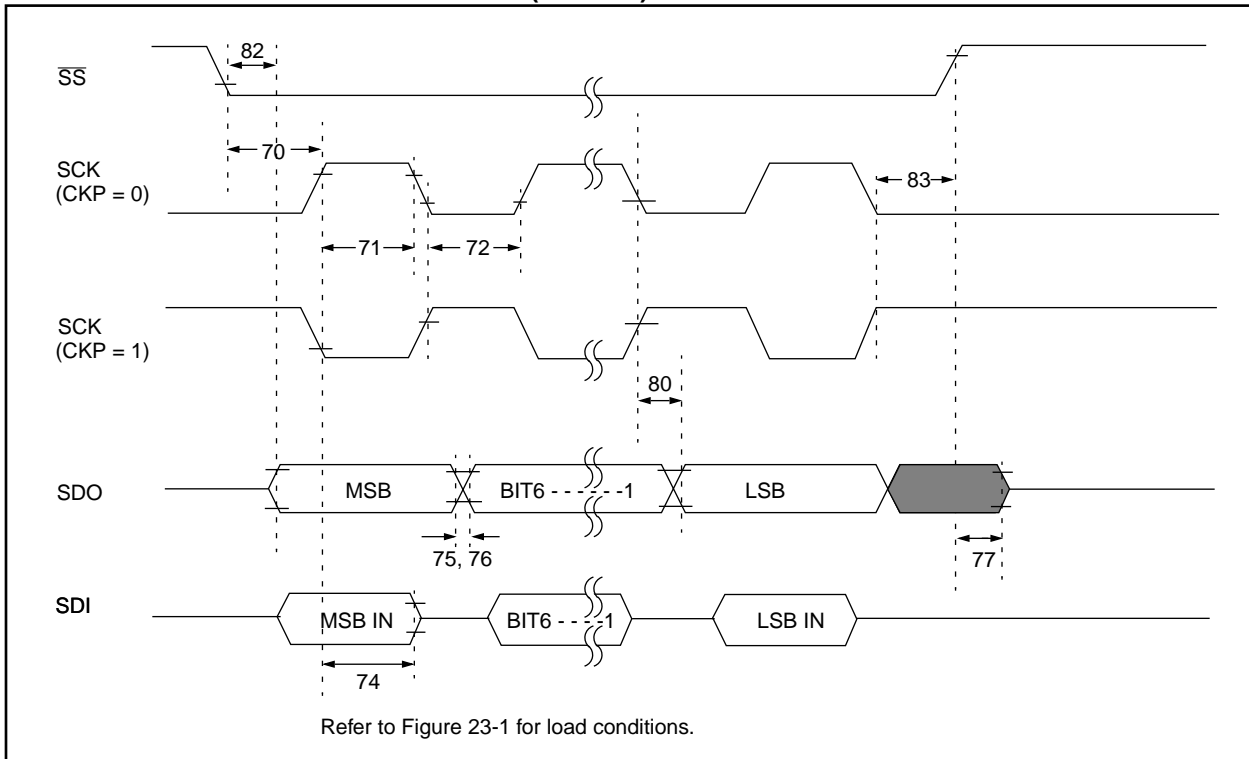 82
SS
70
SCK
(CKP = 0)
83
71
72
SCK
(CKP = 1)
80
SDO
MSB
BIT6 - - - - - -1
LSB
75, 76
77
SDI
MSB IN
BIT6 - - - -1
LSB IN
74
Refer to Figure 23-1 for load conditions.